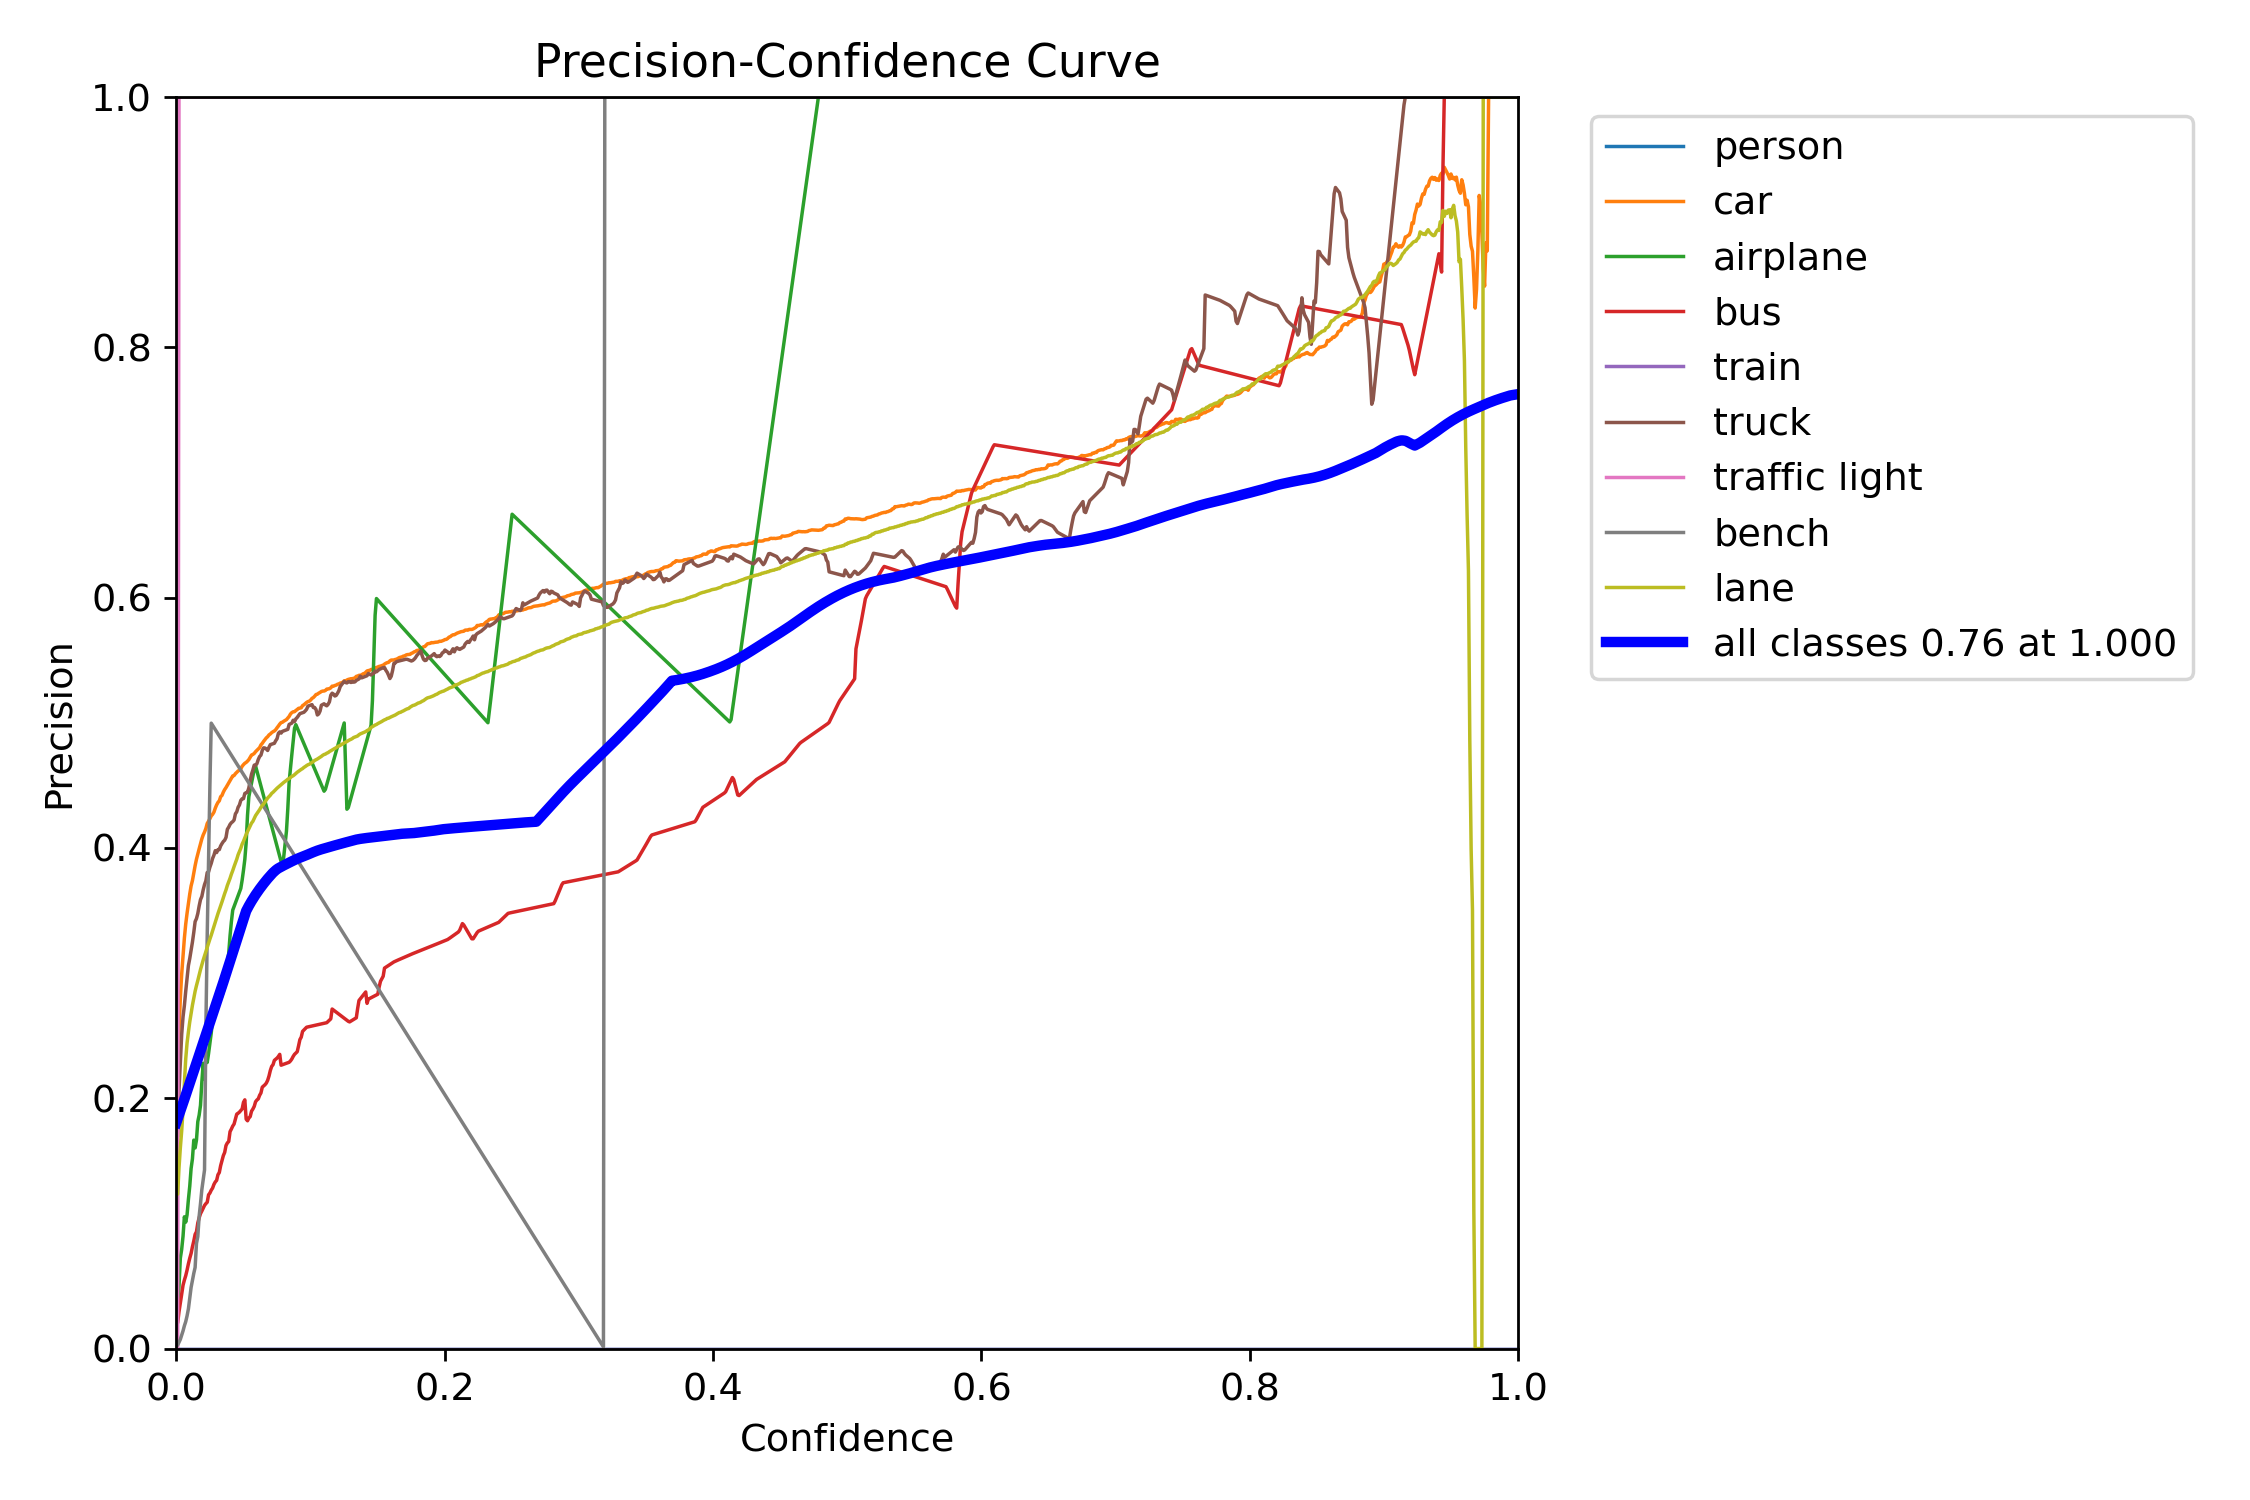 Precision-Confidence Curve
1.0
0.8
0.6
0.4
0.2
0.0
Precision
0.0 0.2 0.4 0.6 0.8 1.0
Confidence
person
car
airplane
bus
train
truck
traffic light
bench
lane
all classes 0.76 at 1.000